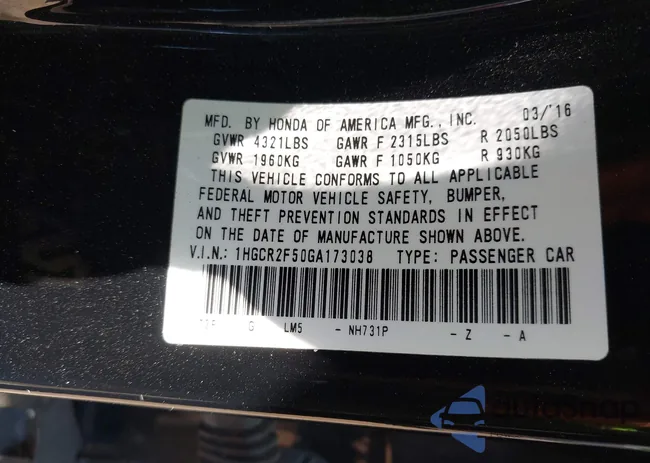 MFD. BY HONDA OF AMERICA MFG., INC. 03/'16
GVWR 4321LBS GAWR F 2315LBS R 2050LBS
GVWR 1960KG GAWR F 1050KG R 930KG
THIS VEHICLE CONFORMS TO ALL APPLICABLE
FEDERAL MOTOR VEHICLE SAFETY, BUMPER,
AND THEFT PREVENTION STANDARDS IN EFFECT
ON THE DATE OF MANUFACTURE SHOWN ABOVE.
V.I.N.: 1HGCR2F50GA173038 TYPE: PASSENGER CAR
G LM5 - NH731P - Z - A
autosnap